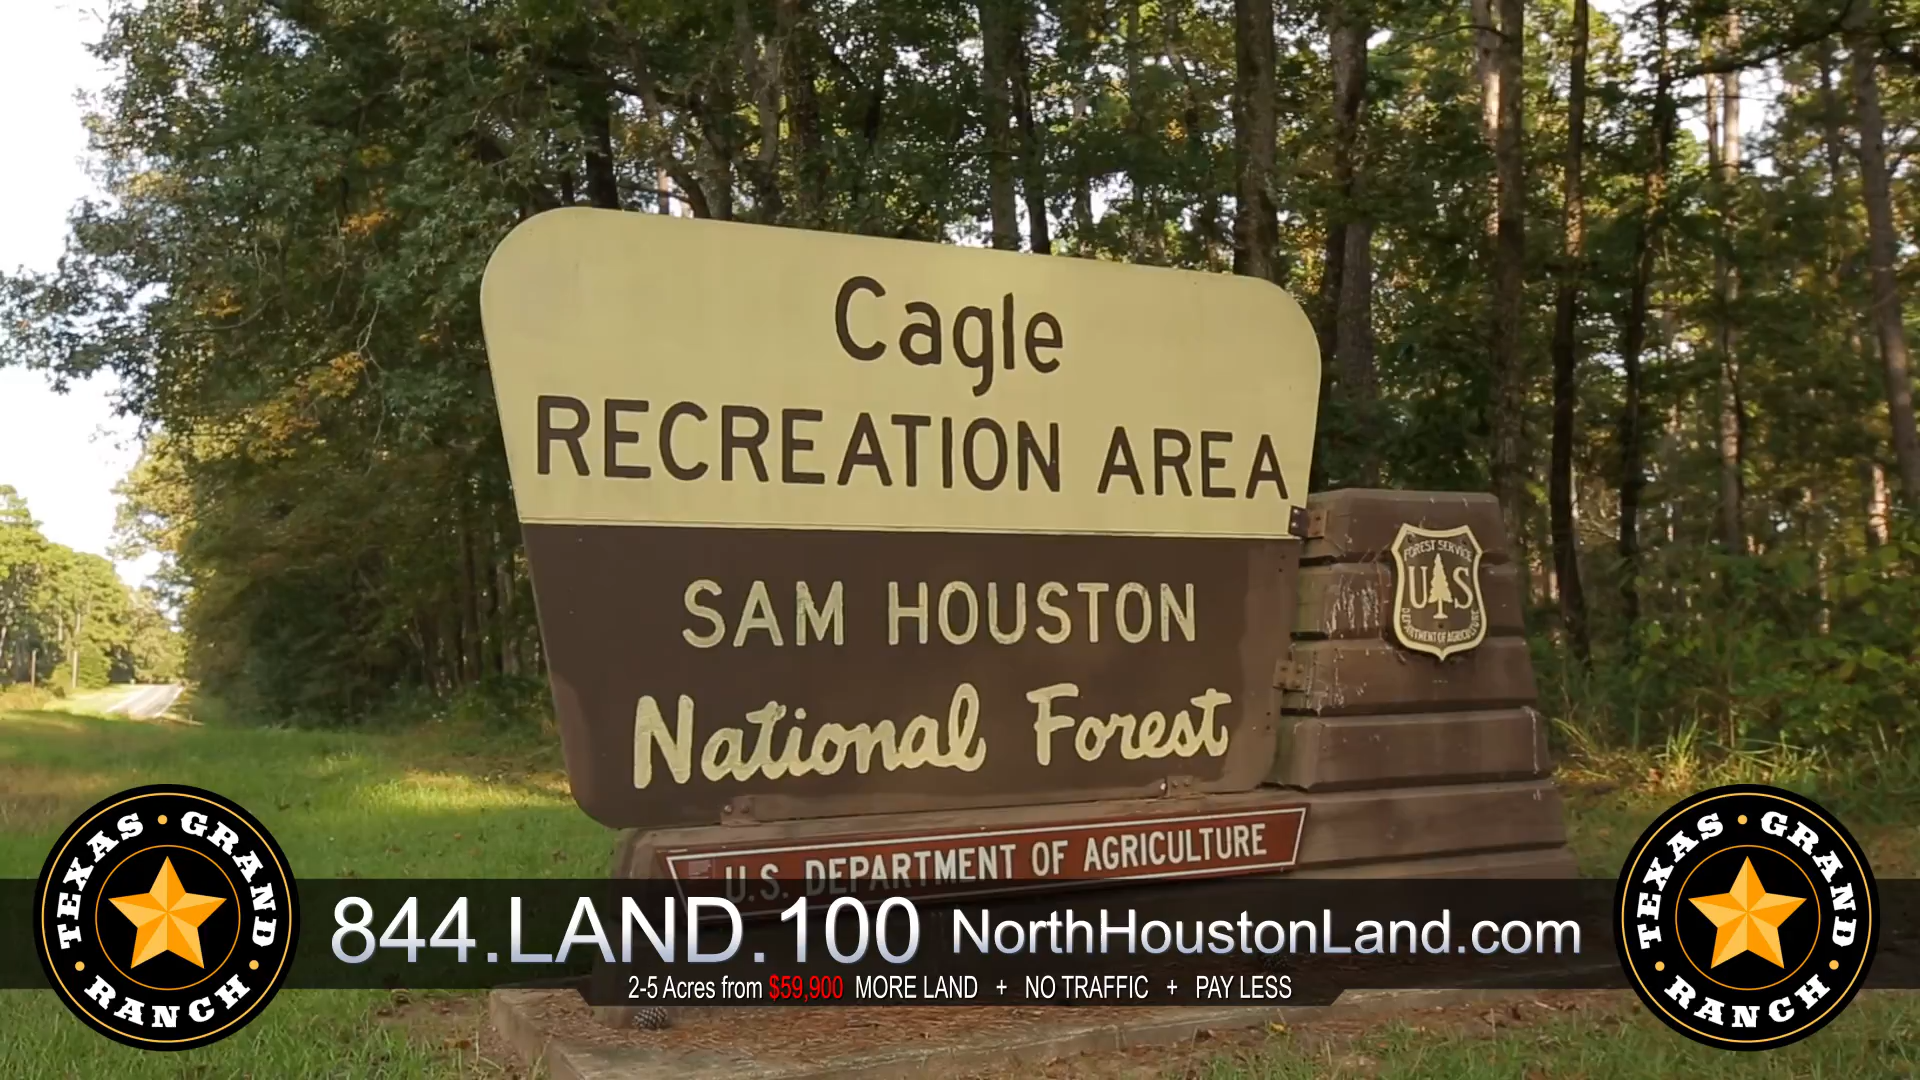 Cagle
RECREATION AREA
SAM HOUSTON
National Forest
FOREST SERVICE
U S
DEPARTMENT OF AGRICULTURE
U.S. DEPARTMENT OF AGRICULTURE
TEXAS • GRAND • RANCH •
844.LAND.100 NorthHoustonLand.com
2-5 Acres from $59,900 MORE LAND + NO TRAFFIC + PAY LESS
TEXAS • GRAND • RANCH •